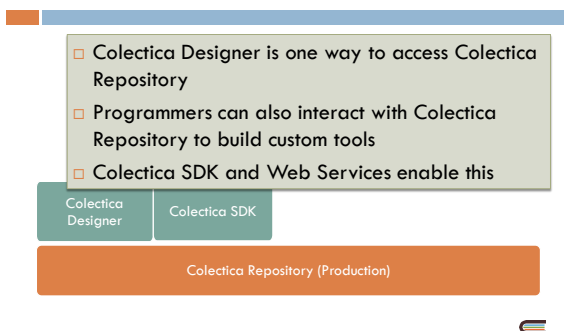 Colectica Designer is one way to access Colectica
Repository
Programmers can also interact with Colectica
Repository to build custom tools
Colectica SDK and Web Services enable this
Colectica
Designer
Colectica SDK
Colectica Repository (Production)